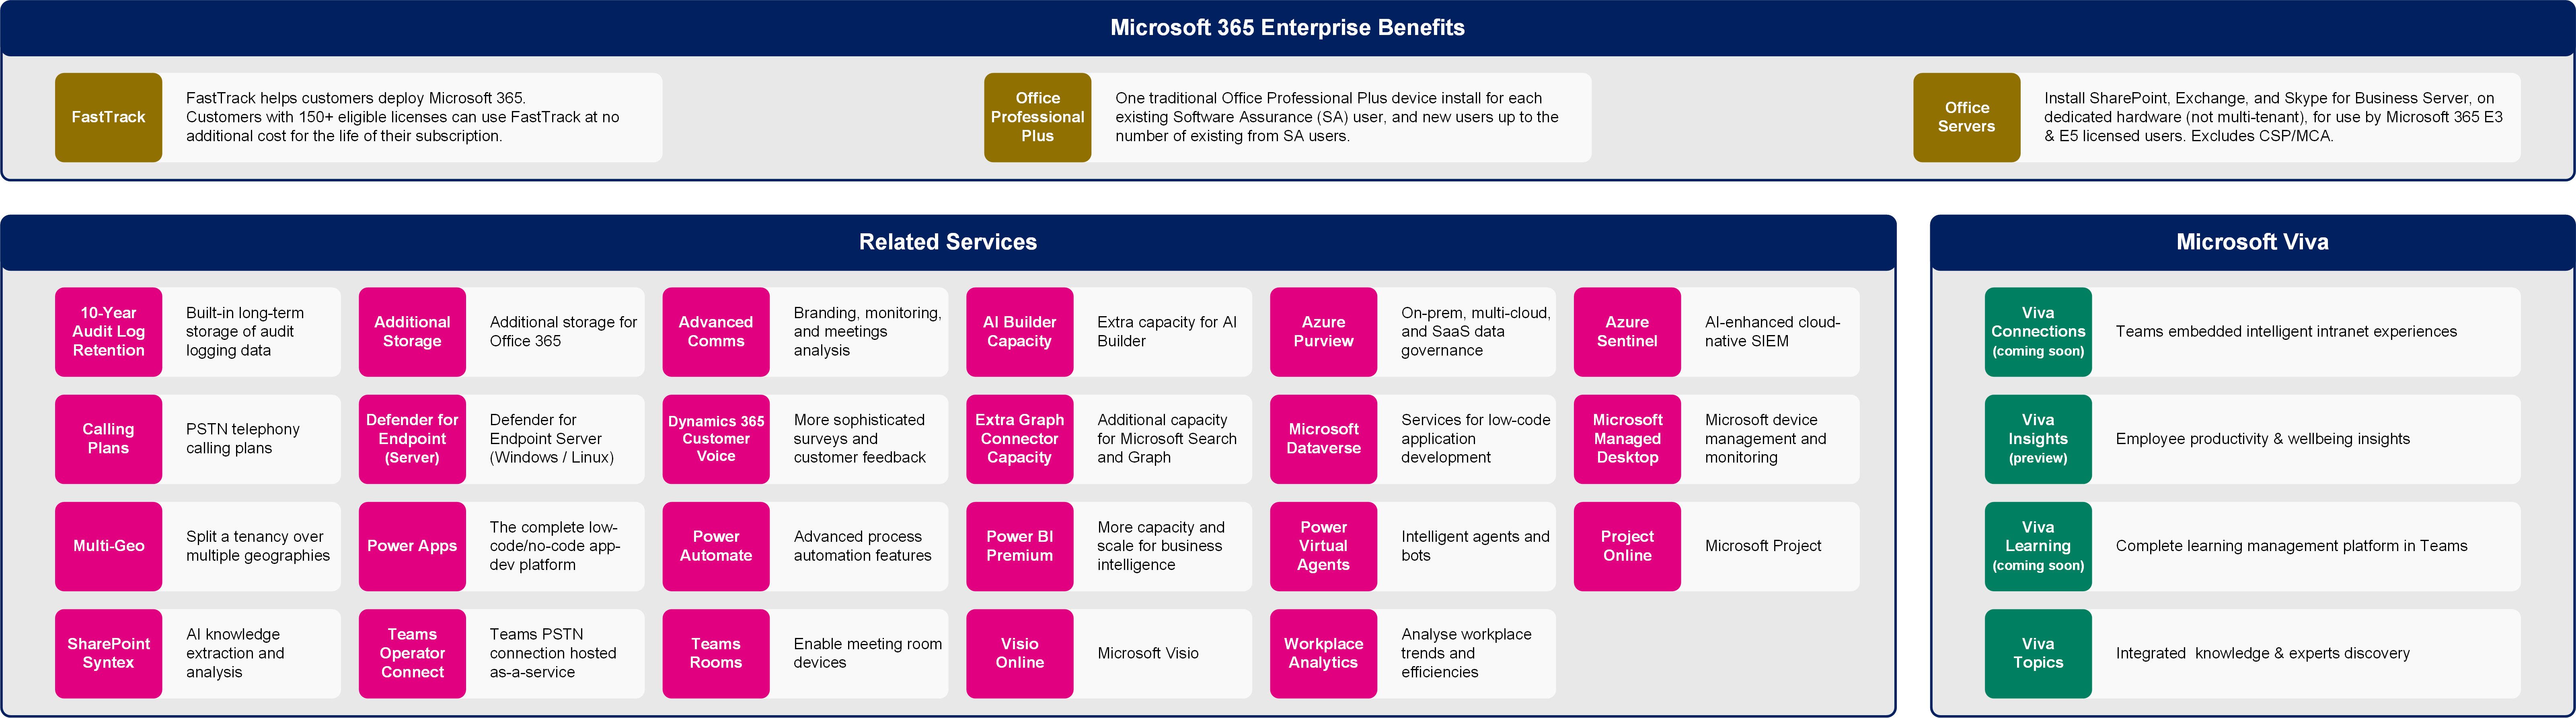 Microsoft 365 Enterprise Benefits
FastTrack
FastTrack helps customers deploy Microsoft 365.
Customers with 150+ eligible licenses can use FastTrack at no
additional cost for the life of their subscription.
Office
Professional
Plus
One traditional Office Professional Plus device install for each
existing Software Assurance (SA) user, and new users up to the
number of existing from SA users.
Office
Servers
Install SharePoint, Exchange, and Skype for Business Server, on
dedicated hardware (not multi-tenant), for use by Microsoft 365 E3
& E5 licensed users. Excludes CSP/MCA.
Related Services
10-Year
Audit Log
Retention
Built-in long-term
storage of audit
logging data
Additional
Storage
Additional storage for
Office 365
Advanced
Comms
Branding, monitoring,
and meetings
analysis
AI Builder
Capacity
Extra capacity for AI
Builder
Azure
Purview
On-prem, multi-cloud,
and SaaS data
governance
Azure
Sentinel
AI-enhanced cloud-
native SIEM
Calling
Plans
PSTN telephony
calling plans
Defender for
Endpoint
(Server)
Defender for
Endpoint Server
(Windows / Linux)
Dynamics 365
Customer
Voice
More sophisticated
surveys and
customer feedback
Extra Graph
Connector
Capacity
Additional capacity
for Microsoft Search
and Graph
Microsoft
Dataverse
Services for low-code
application
development
Microsoft
Managed
Desktop
Microsoft device
management and
monitoring
Multi-Geo
Split a tenancy over
multiple geographies
Power Apps
The complete low-
code/no-code app-
dev platform
Power
Automate
Advanced process
automation features
Power BI
Premium
More capacity and
scale for business
intelligence
Power
Virtual
Agents
Intelligent agents and
bots
Project
Online
Microsoft Project
SharePoint
Syntex
AI knowledge
extraction and
analysis
Teams
Operator
Connect
Teams PSTN
connection hosted
as-a-service
Teams
Rooms
Enable meeting room
devices
Visio
Online
Microsoft Visio
Workplace
Analytics
Analyse workplace
trends and
efficiencies
Microsoft Viva
Viva
Connections
(coming soon)
Teams embedded intelligent intranet experiences
Viva
Insights
(preview)
Employee productivity & wellbeing insights
Viva
Learning
(coming soon)
Complete learning management platform in Teams
Viva
Topics
Integrated  knowledge & experts discovery